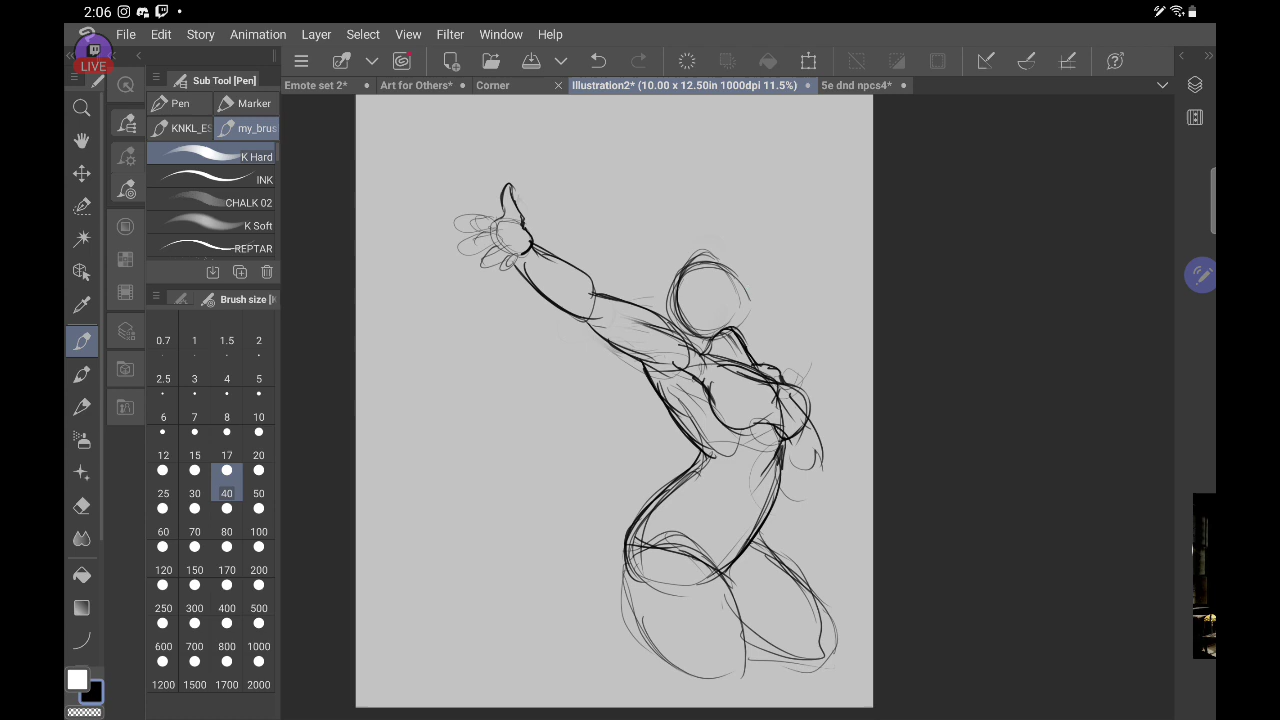 2:06
LIVE
File Edit Story Animation Layer Select View Filter Window Help
Sub Tool [Pen]
Emote set 2* Art for Others* Corner Illustration2* (10.00 x 12.50in 1000dpi 11.5%) 5e dnd npcs4*
Pen Marker
KNKL_ES my_brus
K Hard
INK
CHALK 02
K Soft
REPTAR
Brush size [
0.7 1 1.5 2
2.5 3 4 5
6 7 8 10
12 15 17 20
25 30 40 50
60 70 80 100
120 150 170 200
250 300 400 500
600 700 800 1000
1200 1500 1700 2000